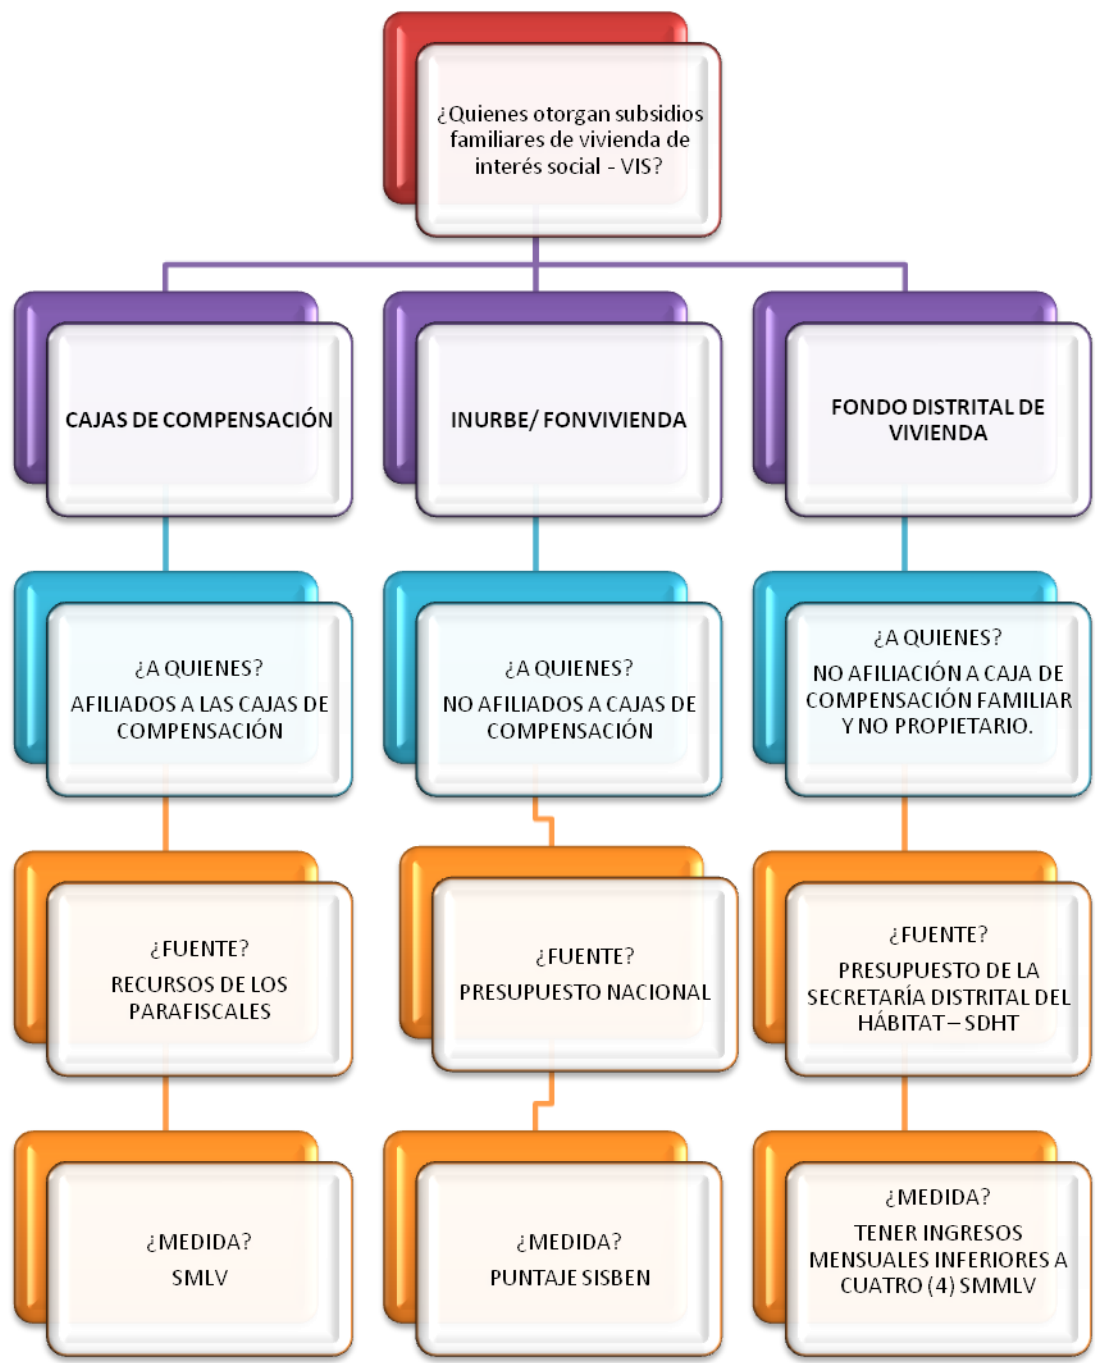 ¿Quienes otorgan subsidios
familiares de vivienda de
interés social - VIS?
CAJAS DE COMPENSACIÓN
INURBE/ FONVIVIENDA
FONDO DISTRITAL DE
VIVIENDA
¿A QUIENES?
AFILIADOS A LAS CAJAS DE
COMPENSACIÓN
¿A QUIENES?
NO AFILIADOS A CAJAS DE
COMPENSACIÓN
¿A QUIENES?
NO AFILIACIÓN A CAJA DE
COMPENSACIÓN FAMILIAR
Y NO PROPIETARIO.
¿FUENTE?
RECURSOS DE LOS
PARAFISCALES
¿FUENTE?
PRESUPUESTO NACIONAL
¿FUENTE?
PRESUPUESTO DE LA
SECRETARÍA DISTRITAL DEL
HÁBITAT – SDHT
¿MEDIDA?
SMLV
¿MEDIDA?
PUNTAJE SISBEN
¿MEDIDA?
TENER INGRESOS
MENSUALES INFERIORES A
CUATRO (4) SMMLV